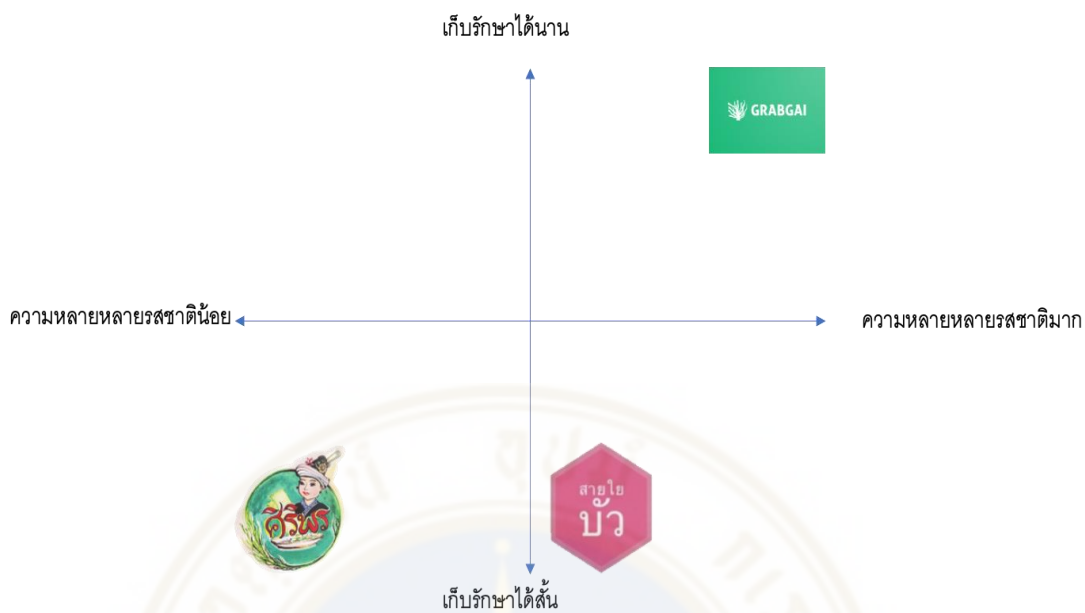 เก็บรักษาได้นาน
GRABGAI
ความหลายหลายรสชาติน้อย
ความหลายหลายรสชาติมาก
ศิริพร
สายใย
บัว
เก็บรักษาได้สั้น